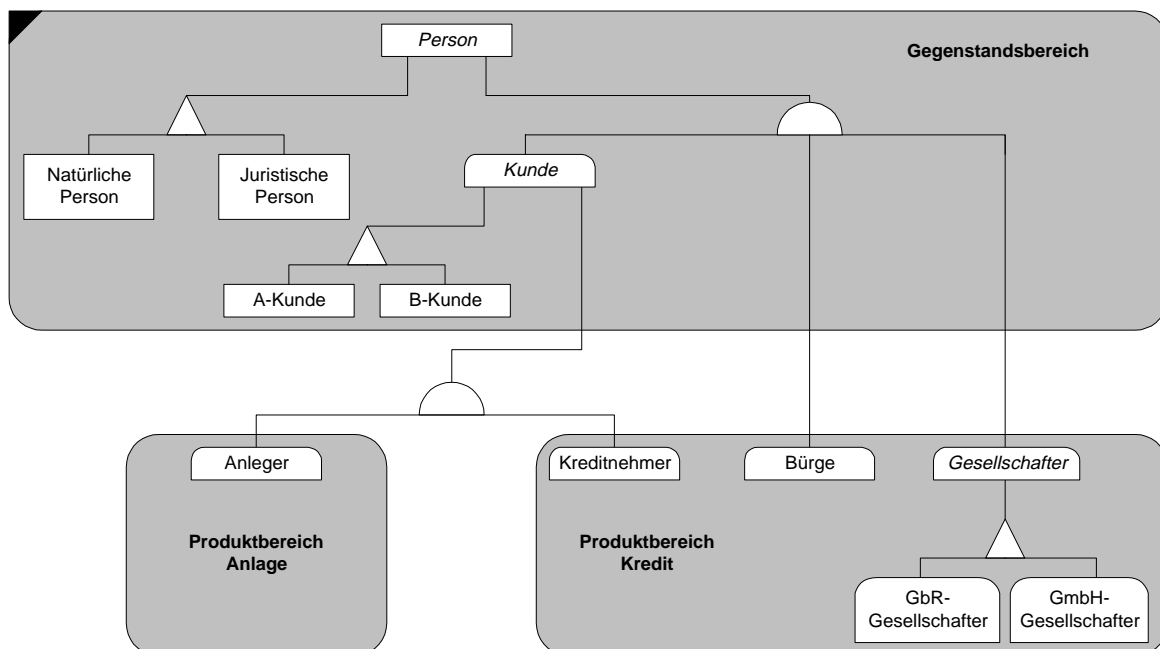 Person
Gegenstandsbereich
Natürliche
Person
Juristische
Person
Kunde
A-Kunde
B-Kunde
Anleger
Kreditnehmer
Bürge
Gesellschafter
Produktbereich
Anlage
Produktbereich
Kredit
GbR-
Gesellschafter
GmbH-
Gesellschafter